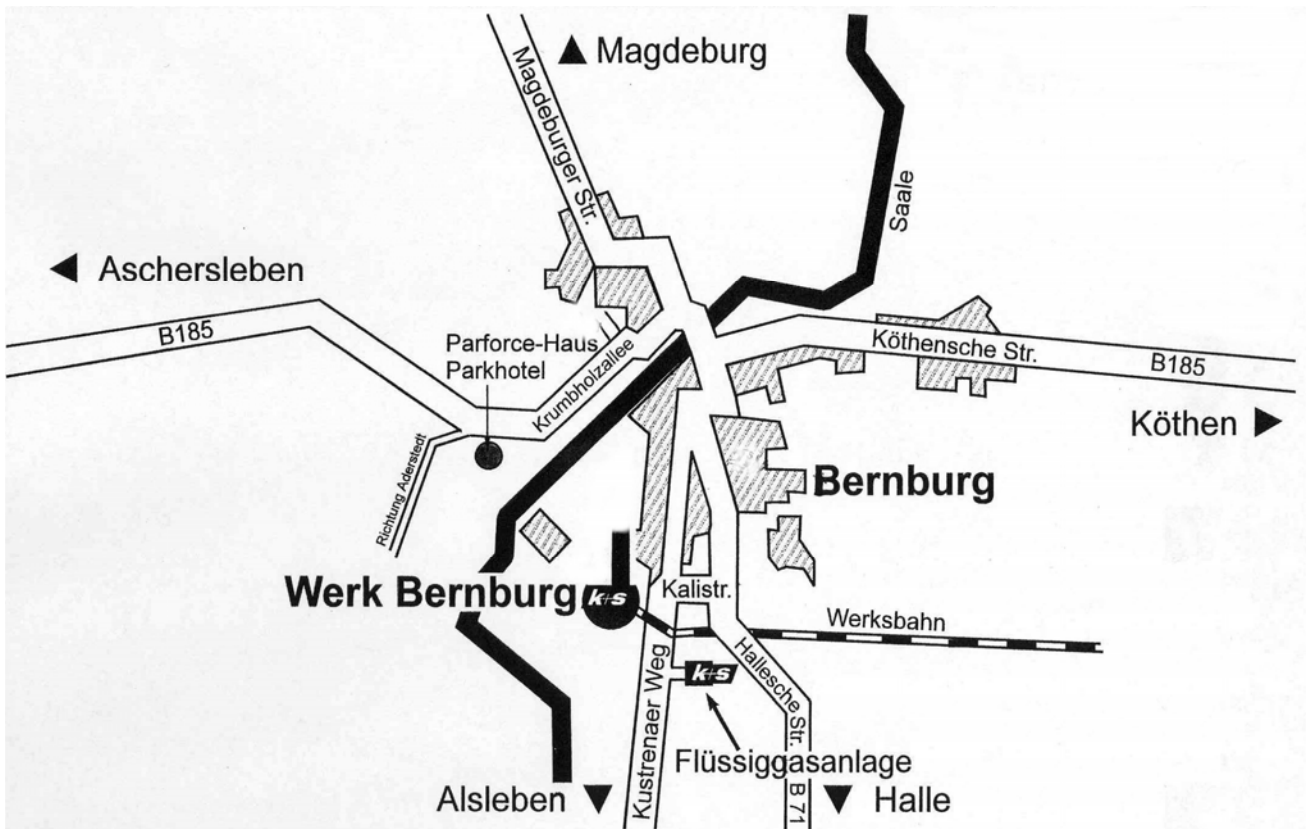 Magdeburg
Magdeburger Str.
Saale
Aschersleben
B185
Parforce-Haus
Parkhotel
Krumbholzallee
Köthensche Str.
B185
Köthen
Richtung Aderstedt
Bernburg
Werk Bernburg
k+s
Kalistr.
Werksbahn
Kustrenaer Weg
k+s
Hallesche Str.
B 71
Flüssiggasanlage
Alsleben
Halle